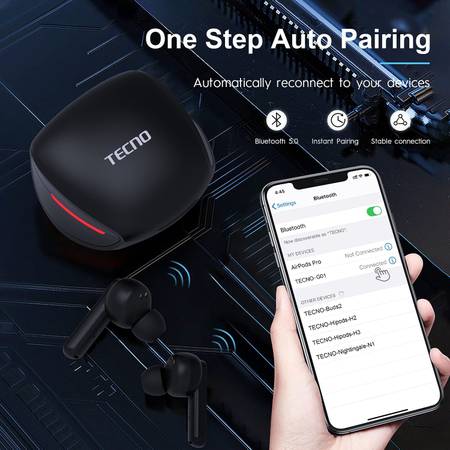 One Step Auto Pairing
Automatically reconnect to your devices
Bluetooth 5.0
Instant Pairing
Stable connection
TECNO
4:45
Settings
Bluetooth
Bluetooth
Now discoverable as "TECNO".
MY DEVICES
AirPods Pro Not Connected
TECNO-G01 Connected
OTHER DEVICES
TECNO-Buds2
TECNO-Hipods-H2
TECNO-Hipods-H3
TECNO-Nightingale-N1